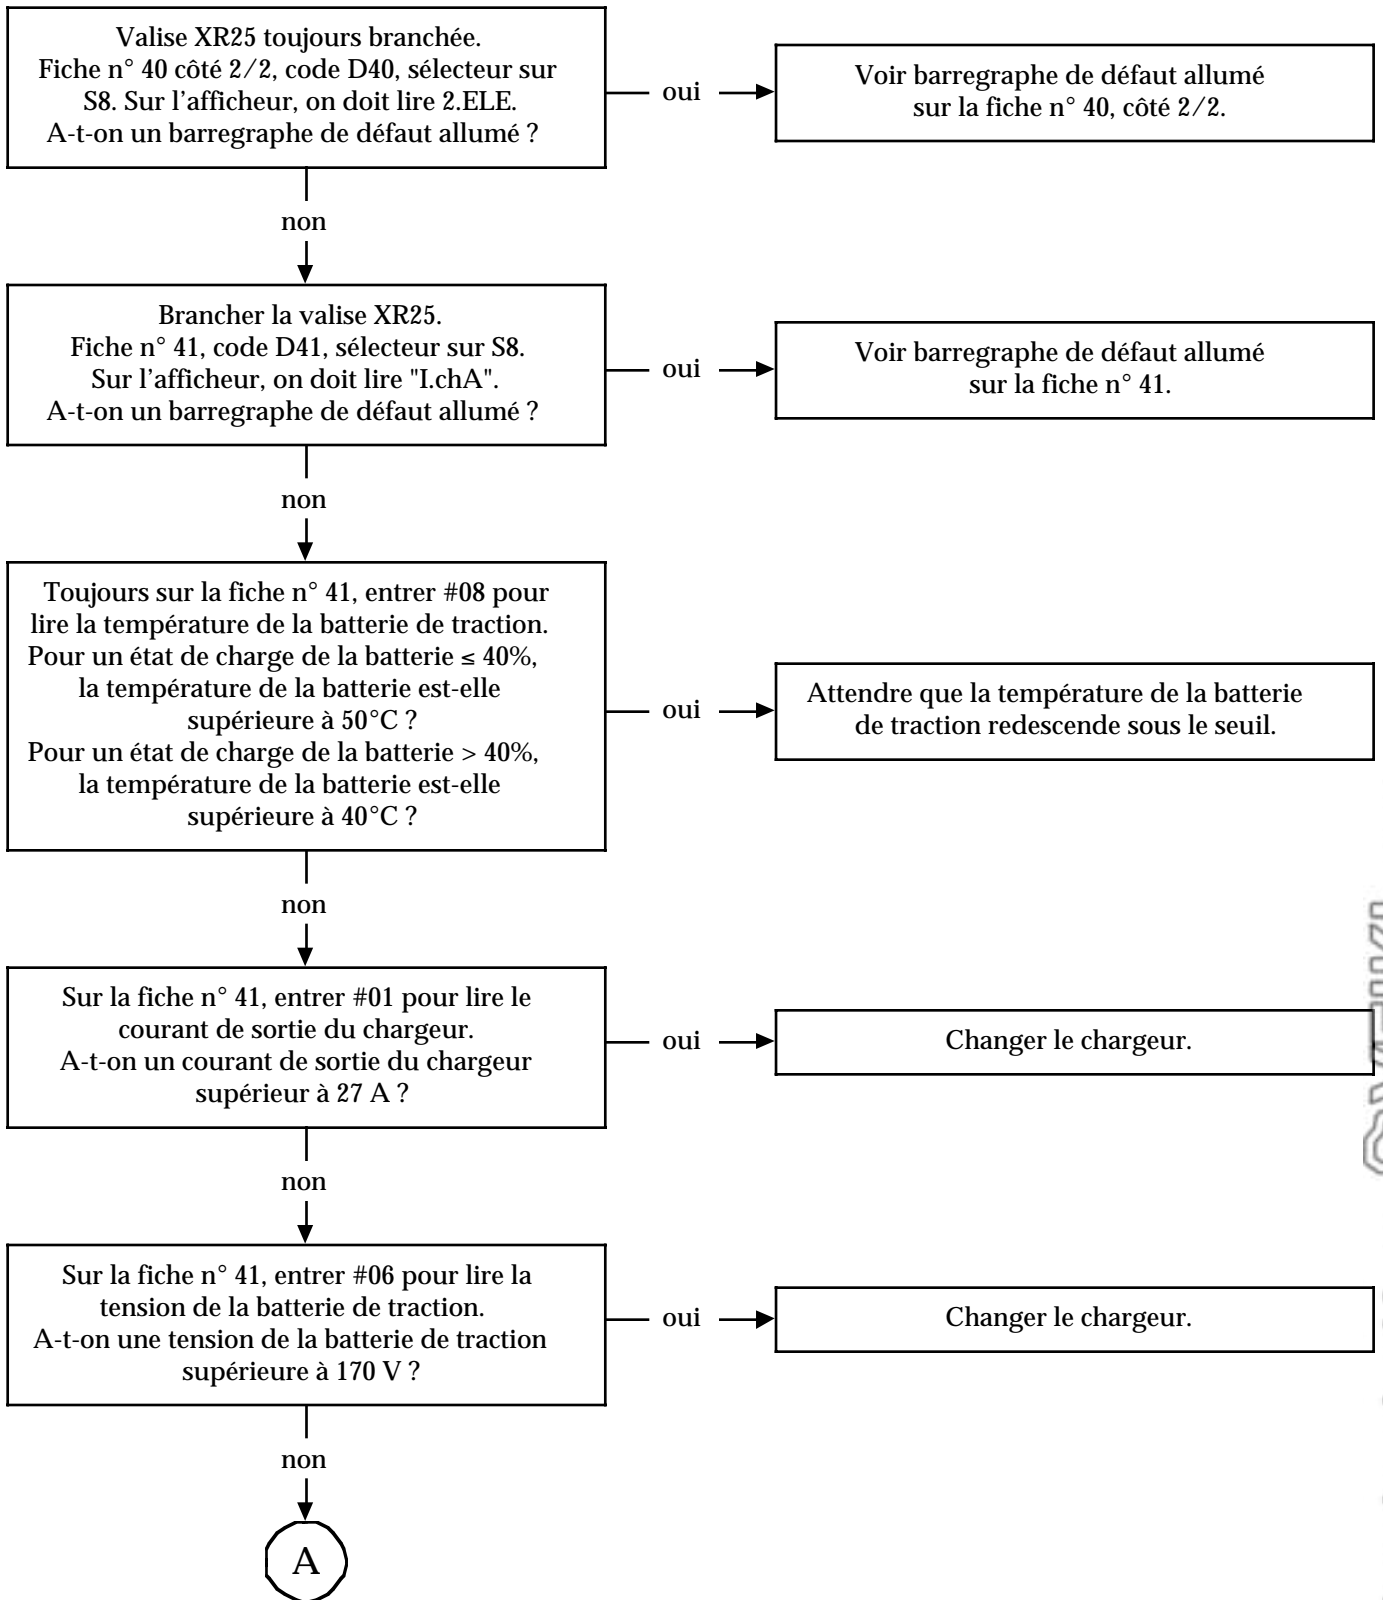 Valise XR25 toujours branchée.
Fiche n° 40 côté 2/2, code D40, sélecteur sur
S8. Sur l'afficheur, on doit lire 2.ELE.
A-t-on un barregraphe de défaut allumé ?
oui
Voir barregraphe de défaut allumé
sur la fiche n° 40, côté 2/2.
non
Brancher la valise XR25.
Fiche n° 41, code D41, sélecteur sur S8.
Sur l'afficheur, on doit lire "I.chA".
A-t-on un barregraphe de défaut allumé ?
oui
Voir barregraphe de défaut allumé
sur la fiche n° 41.
non
Toujours sur la fiche n° 41, entrer #08 pour
lire la température de la batterie de traction.
Pour un état de charge de la batterie ≤ 40%,
la température de la batterie est-elle
supérieure à 50°C ?
Pour un état de charge de la batterie > 40%,
la température de la batterie est-elle
supérieure à 40°C ?
oui
Attendre que la température de la batterie
de traction redescende sous le seuil.
non
Sur la fiche n° 41, entrer #01 pour lire le
courant de sortie du chargeur.
A-t-on un courant de sortie du chargeur
supérieur à 27 A ?
oui
Changer le chargeur.
non
Sur la fiche n° 41, entrer #06 pour lire la
tension de la batterie de traction.
A-t-on une tension de la batterie de traction
supérieure à 170 V ?
oui
Changer le chargeur.
non
A